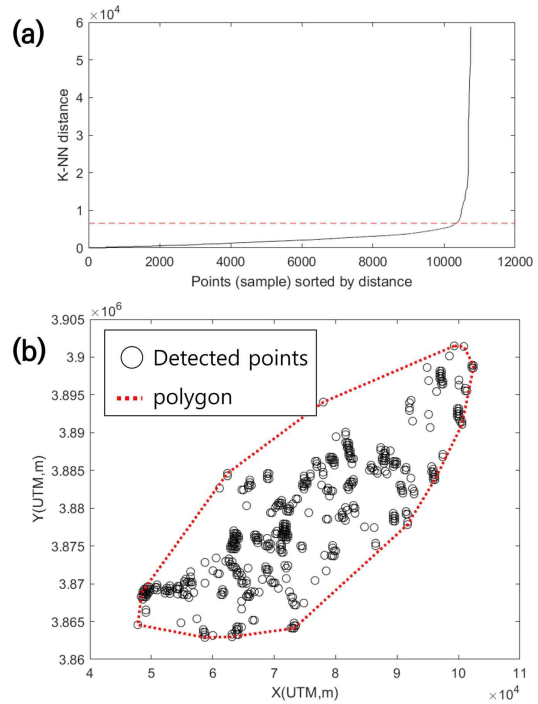 (a)
×10⁴
6
5
4
3
2
1
0
K-NN distance
0 2000 4000 6000 8000 10000 12000
Points (sample) sorted by distance
(b)
×10⁶
3.905
3.9
3.895
3.89
3.885
3.88
3.875
3.87
3.865
3.86
Y(UTM,m)
Detected points
polygon
4 5 6 7 8 9 10 11
X(UTM,m)
×10⁴